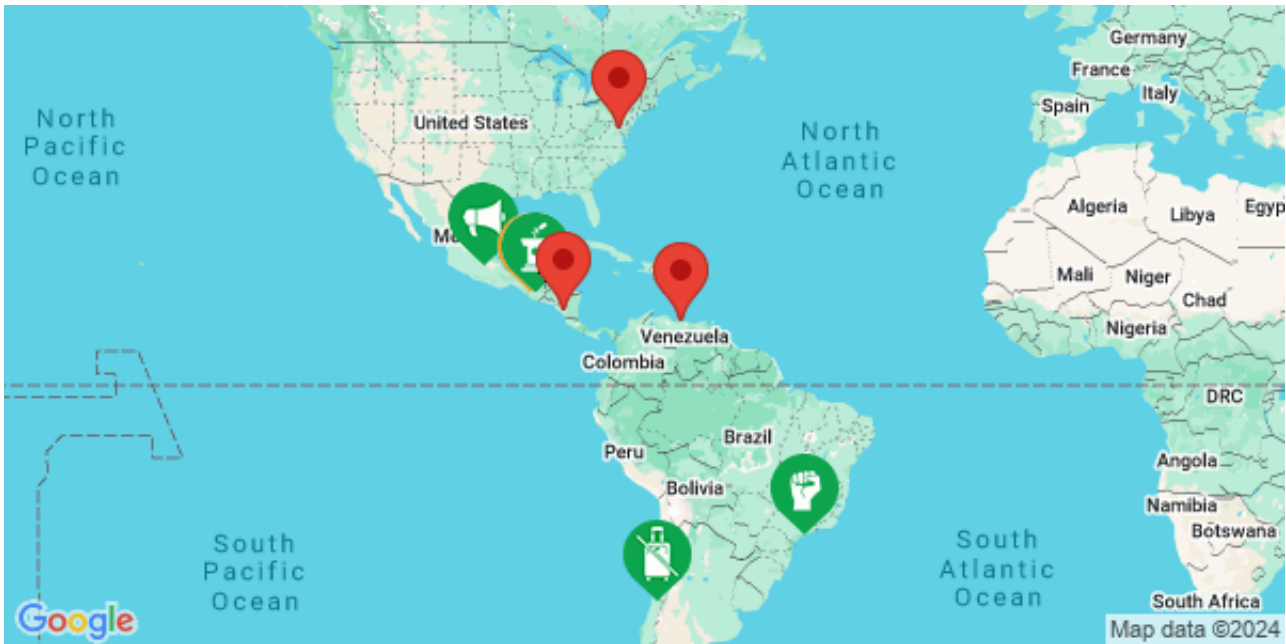 Germany
France
Italy
Spain
North
Pacific
Ocean
United States
North
Atlantic
Ocean
Algeria
Libya
Egyp
Me
Mali
Niger
Chad
Nigeria
Venezuela
Colombia
DRC
Brazil
Peru
Angola
Bolivia
Namibia
Botswana
South
Pacific
Ocean
South
Atlantic
Ocean
South Africa
Google
Map data ©2024